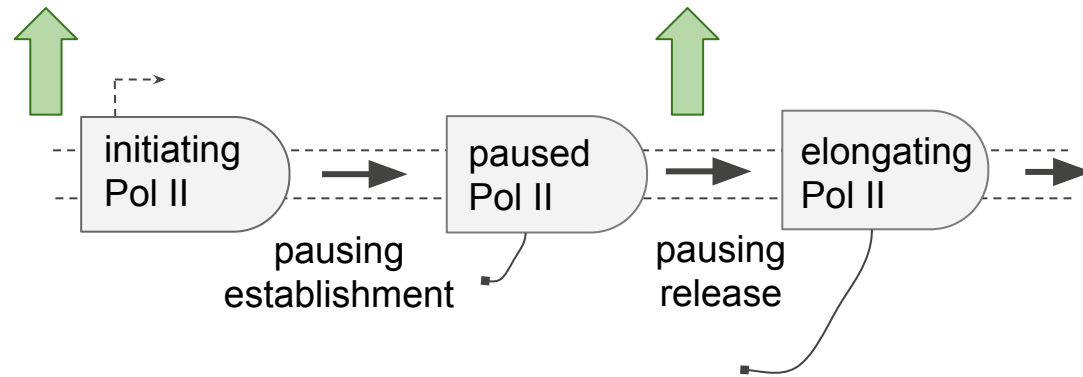 initiating
Pol II
pausing
establishment
paused
Pol II
pausing
release
elongating
Pol II